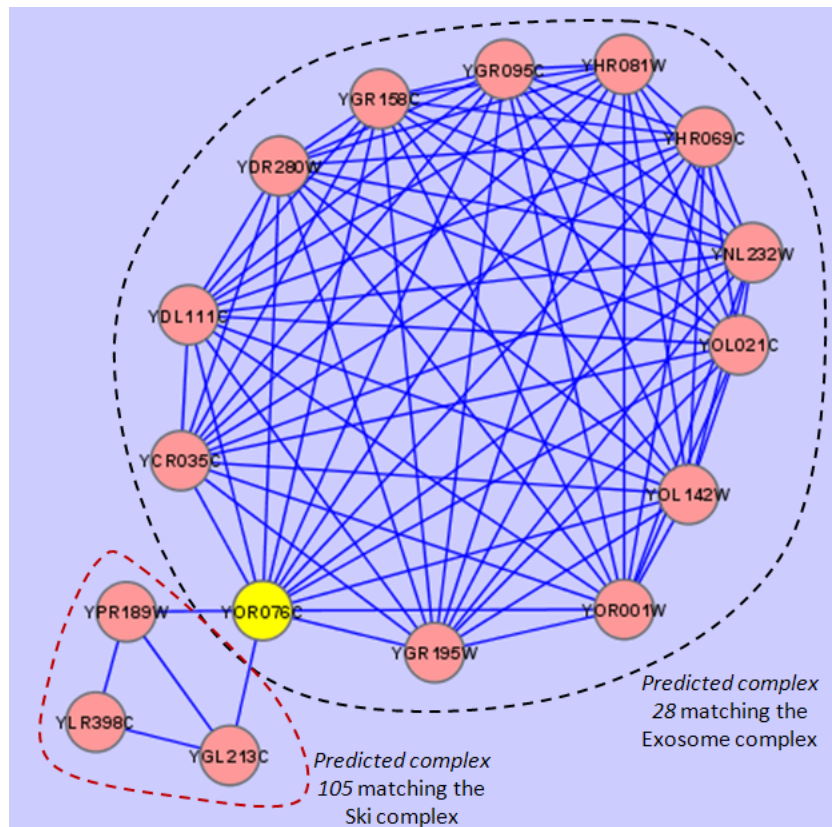 YGR095C
YHR081W
YGR158C
YHR069C
YDR280W
YNL232W
YDL111C
YOL021C
YCR035C
YOL142W
YPR189W
YOR076C
YOR001W
YGR195W
YLR398C
YGL213C
Predicted complex
28 matching the
Exosome complex
Predicted complex
105 matching the
Ski complex